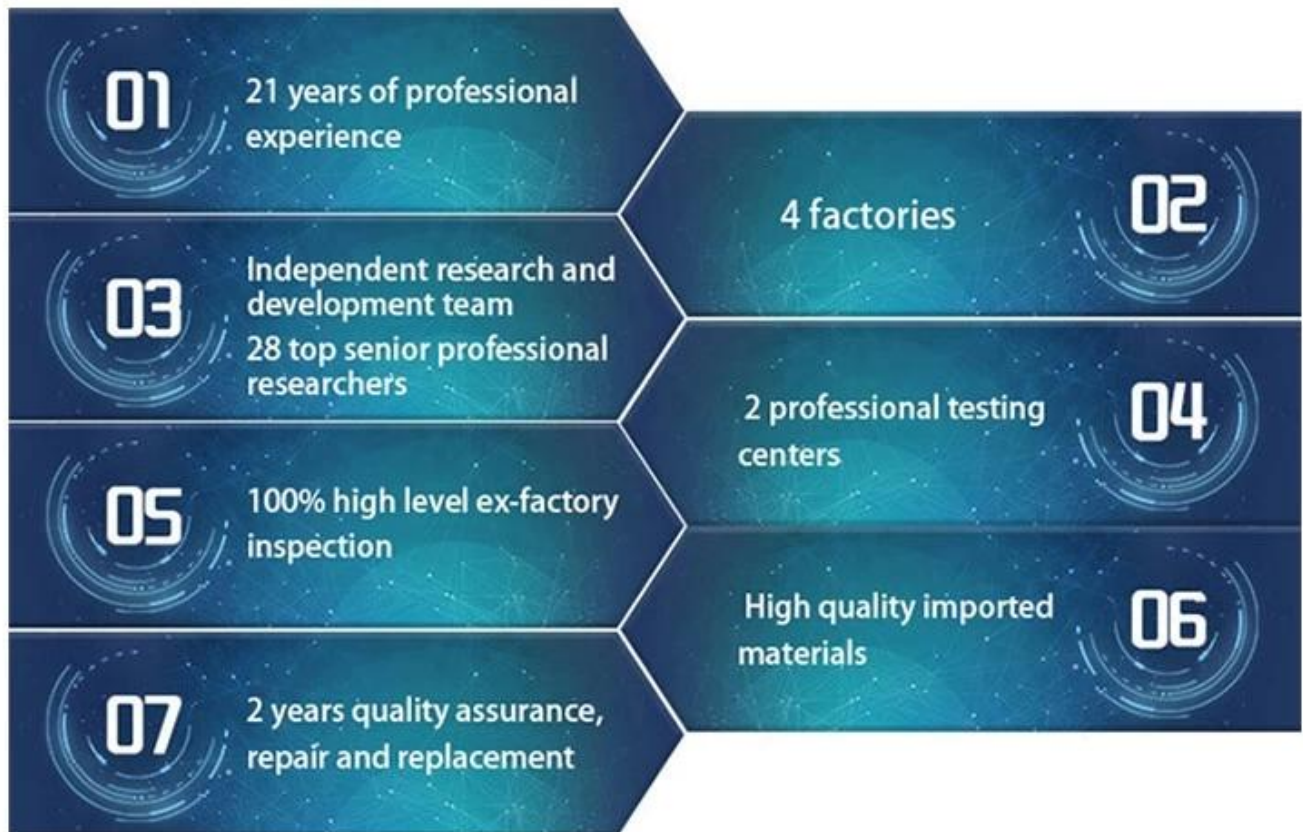 01
21 years of professional
experience
02
4 factories
03
Independent research and
development team
28 top senior professional
researchers
04
2 professional testing
centers
05
100% high level ex-factory
inspection
06
High quality imported
materials
07
2 years quality assurance,
repair and replacement